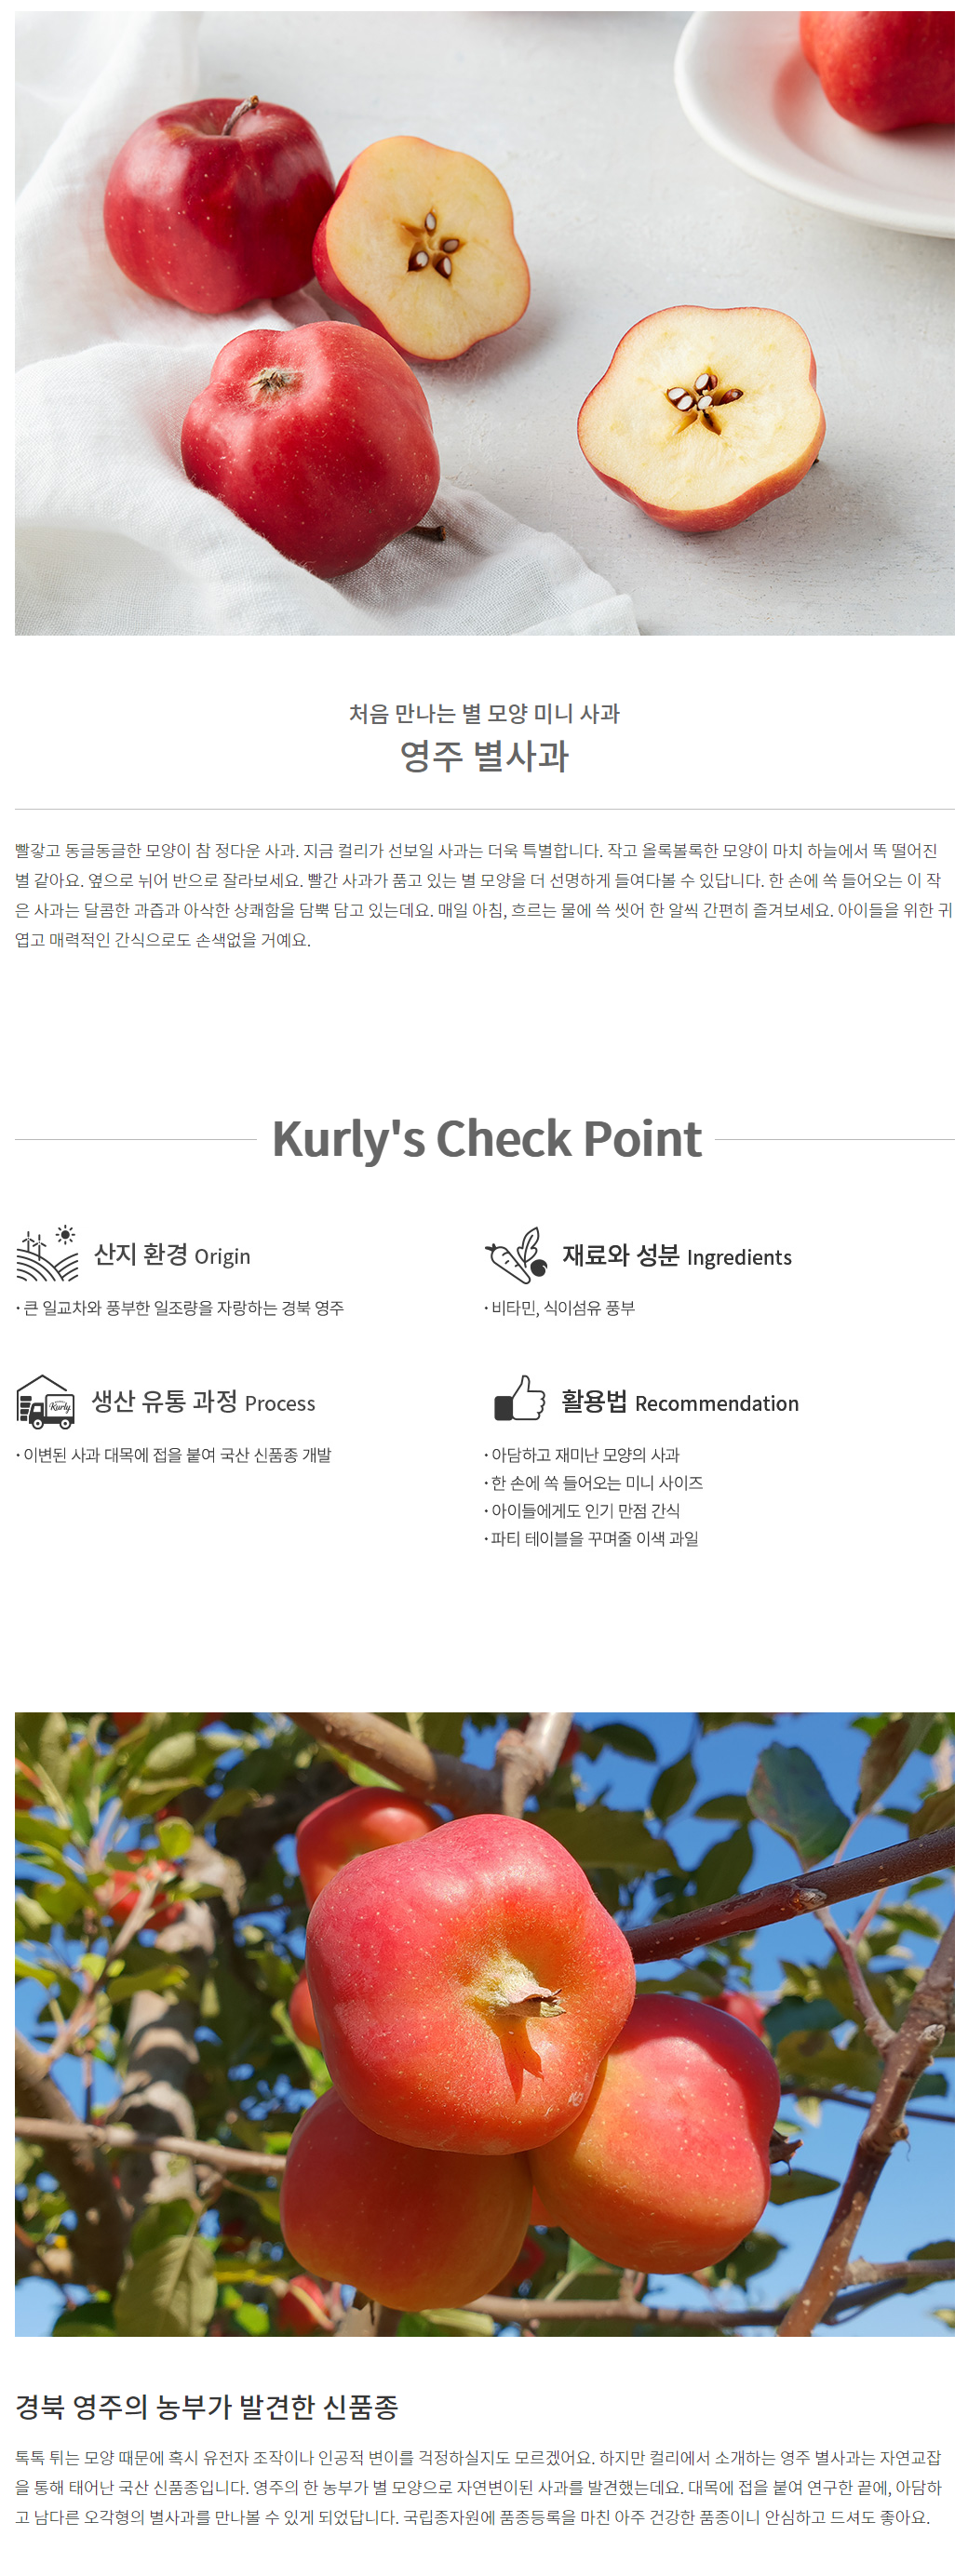 처음 만나는 별 모양 미니 사과
영주 별사과
빨갛고 동글동글한 모양이 참 정다운 사과. 지금 컬리가 선보일 사과는 더욱 특별합니다. 작고 올록볼록한 모양이 마치 하늘에서 똑 떨어진
별 같아요. 옆으로 뉘어 반으로 잘라보세요. 빨간 사과가 품고 있는 별 모양을 더 선명하게 들여다볼 수 있답니다. 한 손에 쏙 들어오는 이 작
은 사과는 달콤한 과즙과 아삭한 상쾌함을 담뿍 담고 있는데요. 매일 아침, 흐르는 물에 쓱 씻어 한 알씩 간편히 즐겨보세요. 아이들을 위한 귀
엽고 매력적인 간식으로도 손색없을 거예요.
Kurly's Check Point
산지 환경 Origin
· 큰 일교차와 풍부한 일조량을 자랑하는 경북 영주
재료와 성분 Ingredients
· 비타민, 식이섬유 풍부
Kurly
생산 유통 과정 Process
· 이변된 사과 대목에 접을 붙여 국산 신품종 개발
활용법 Recommendation
· 아담하고 재미난 모양의 사과
· 한 손에 쏙 들어오는 미니 사이즈
· 아이들에게도 인기 만점 간식
· 파티 테이블을 꾸며줄 이색 과일
경북 영주의 농부가 발견한 신품종
톡톡 튀는 모양 때문에 혹시 유전자 조작이나 인공적 변이를 걱정하실지도 모르겠어요. 하지만 컬리에서 소개하는 영주 별사과는 자연교잡
을 통해 태어난 국산 신품종입니다. 영주의 한 농부가 별 모양으로 자연변이된 사과를 발견했는데요. 대목에 접을 붙여 연구한 끝에, 아담하
고 남다른 오각형의 별사과를 만나볼 수 있게 되었답니다. 국립종자원에 품종등록을 마친 아주 건강한 품종이니 안심하고 드셔도 좋아요.